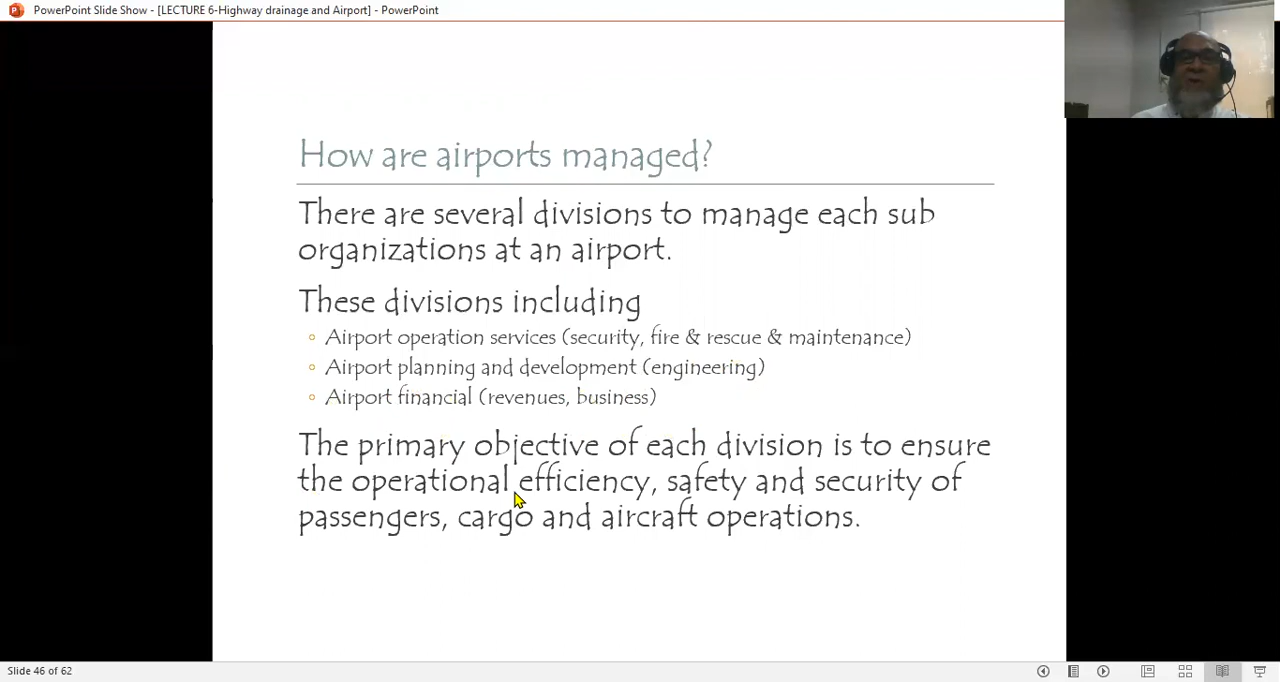 PowerPoint Slide Show - [LECTURE 6-Highway drainage and Airport] - PowerPoint
How are airports managed?
There are several divisions to manage each sub
organizations at an airport.
These divisions including
Airport operation services (security, fire & rescue & maintenance)
Airport planning and development (engineering)
Airport financial (revenues, business)
The primary objective of each division is to ensure
the operational efficiency, safety and security of
passengers, cargo and aircraft operations.
Slide 46 of 62